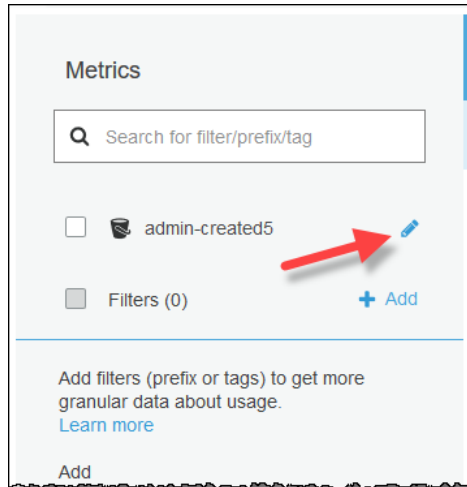 Metrics
Search for filter/prefix/tag
admin-created5
Filters (0)
Add
Add filters (prefix or tags) to get more
granular data about usage.
Learn more
Add